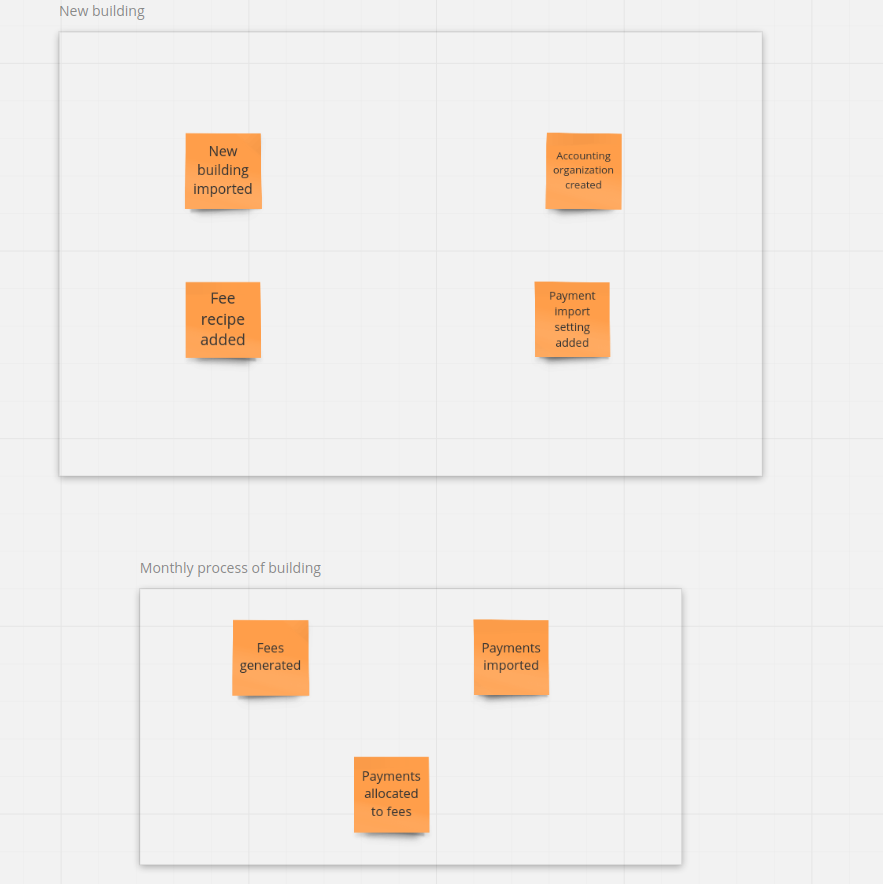 New building
New
building
imported
Accounting
organization
created
Fee
recipe
added
Payment
import
setting
added
Monthly process of building
Fees
generated
Payments
imported
Payments
allocated
to fees